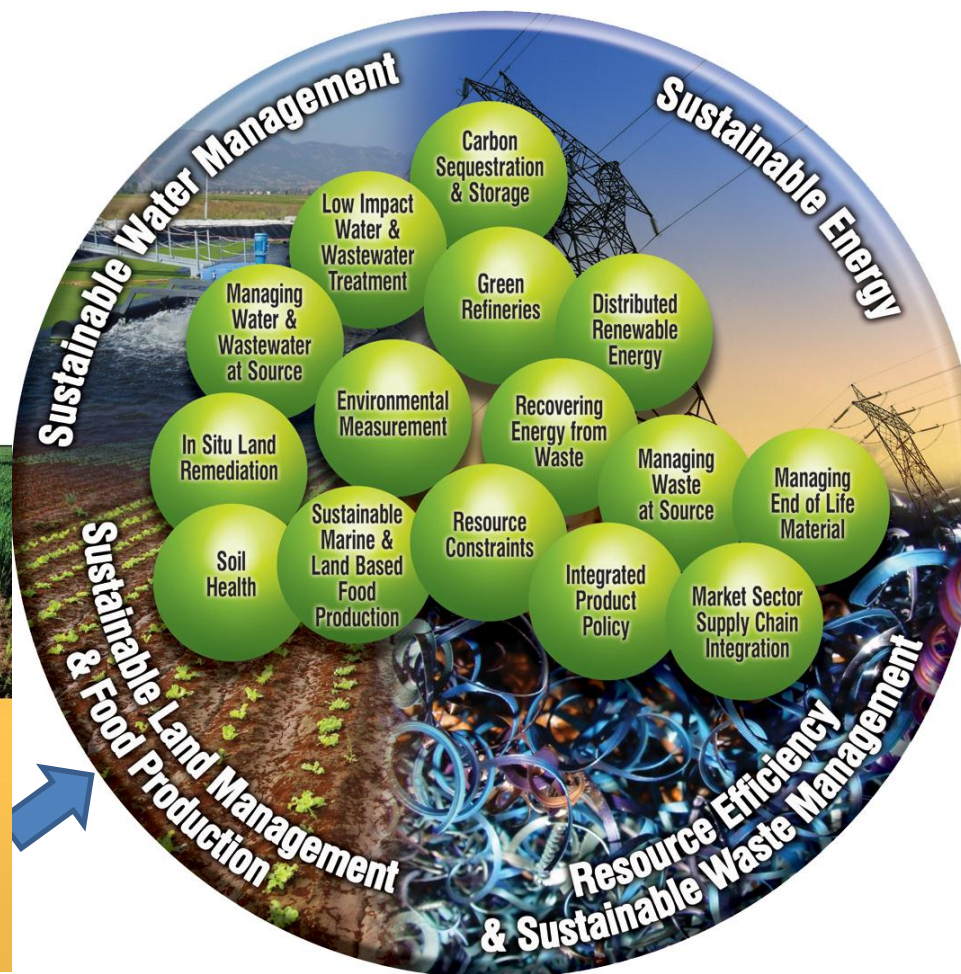 Sustainable Water Management
Sustainable Energy
Carbon
Sequestration
& Storage
Low Impact
Water &
Wastewater
Treatment
Green
Refineries
Managing
Water &
Wastewater
at Source
Distributed
Renewable
Energy
Environmental
Measurement
Recovering
Energy from
Waste
In Situ Land
Remediation
Managing
Waste
at Source
Managing
End of Life
Material
Soil
Health
Sustainable
Marine &
Land Based
Food
Production
Resource
Constraints
Integrated
Product
Policy
Market Sector
Supply Chain
Integration
Sustainable Land Management
& Food Production
Resource Efficiency
& Sustainable Waste Management